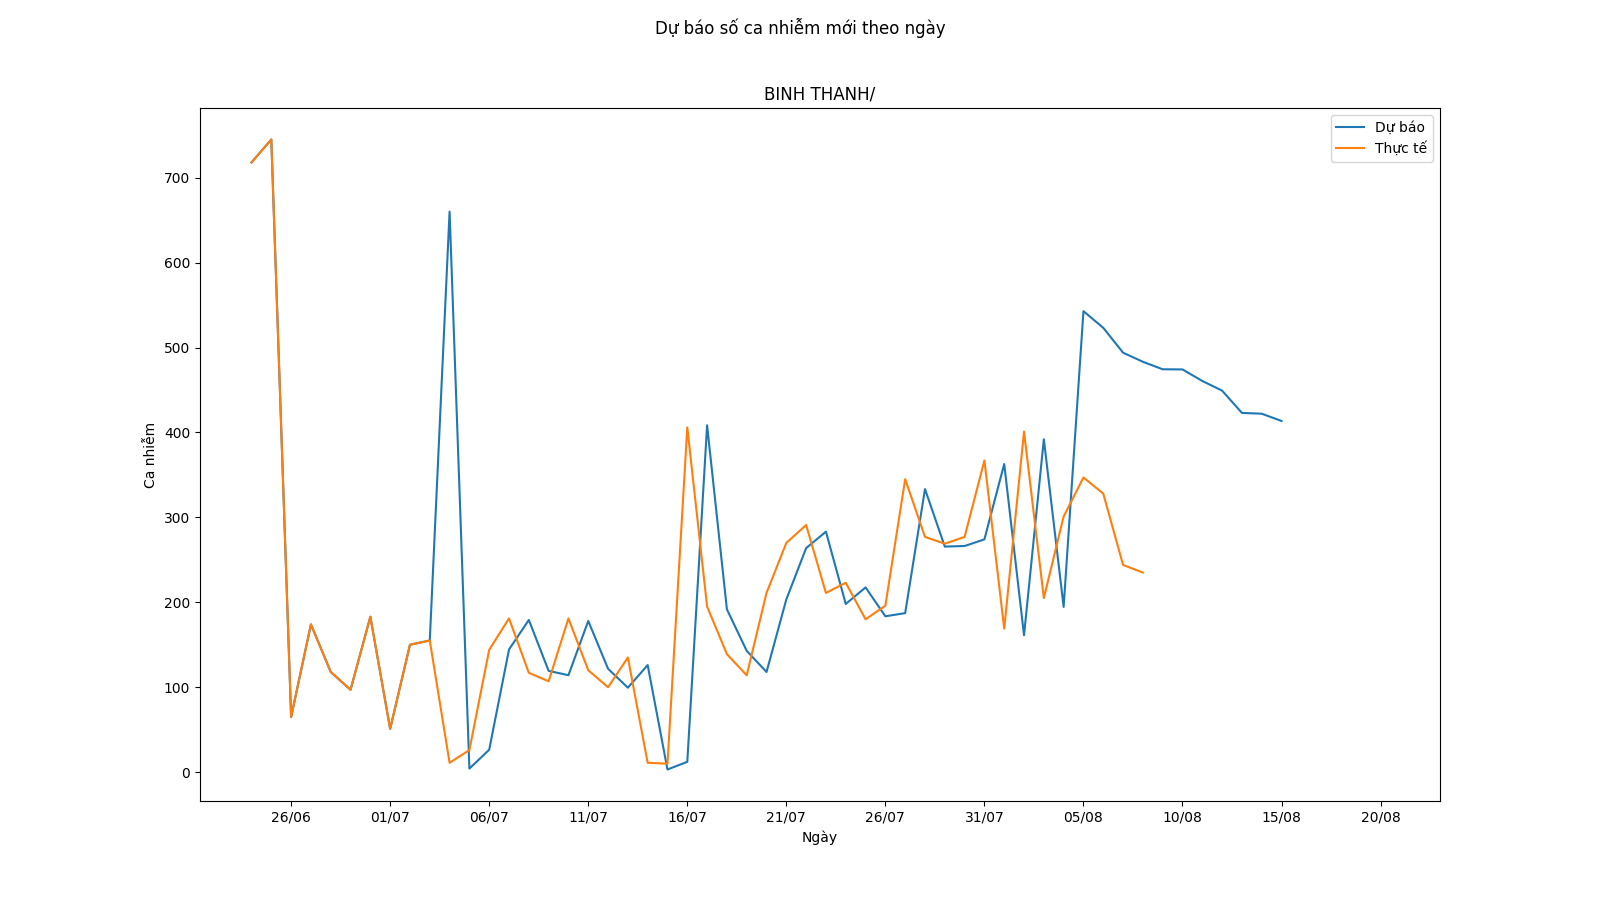 Dự báo số ca nhiễm mới theo ngày
BINH THANH/
Dự báo
Thực tế
700
600
500
400
300
200
100
0
Ca nhiễm
26/06 01/07 06/07 11/07 16/07 21/07 26/07 31/07 05/08 10/08 15/08 20/08
Ngày